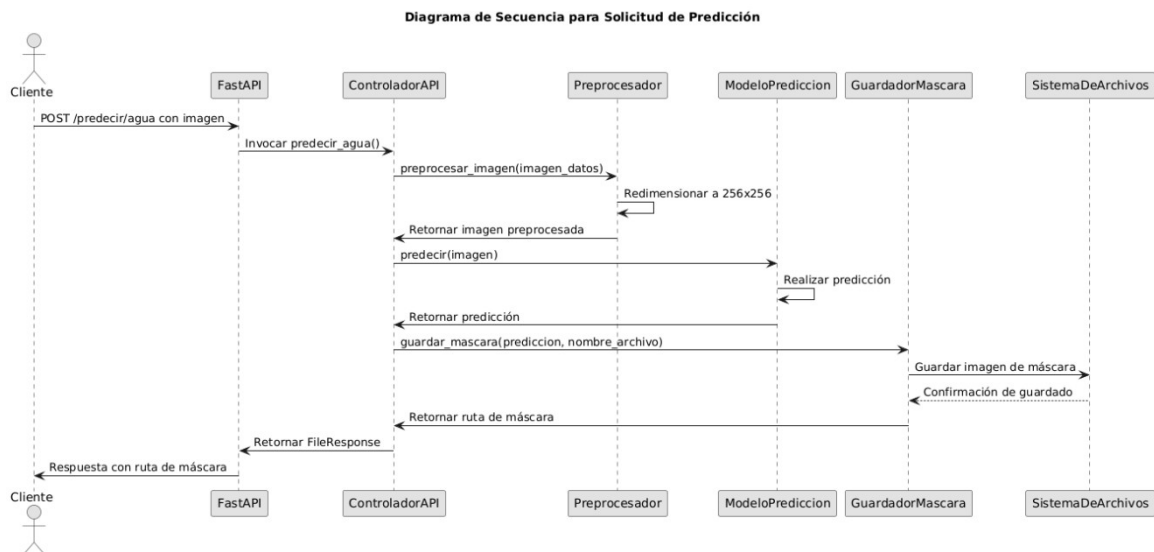 Diagrama de Secuencia para Solicitud de Predicción
Cliente
FastAPI
ControladorAPI
Preprocesador
ModeloPrediccion
GuardadorMascara
SistemaDeArchivos
POST /predecir/agua con imagen
Invocar predecir_agua()
preprocesar_imagen(imagen_datos)
Redimensionar a 256x256
Retornar imagen preprocesada
predecir(imagen)
Realizar predicción
Retornar predicción
guardar_mascara(prediccion, nombre_archivo)
Guardar imagen de máscara
Confirmación de guardado
Retornar ruta de máscara
Retornar FileResponse
Respuesta con ruta de máscara
Cliente
FastAPI
ControladorAPI
Preprocesador
ModeloPrediccion
GuardadorMascara
SistemaDeArchivos